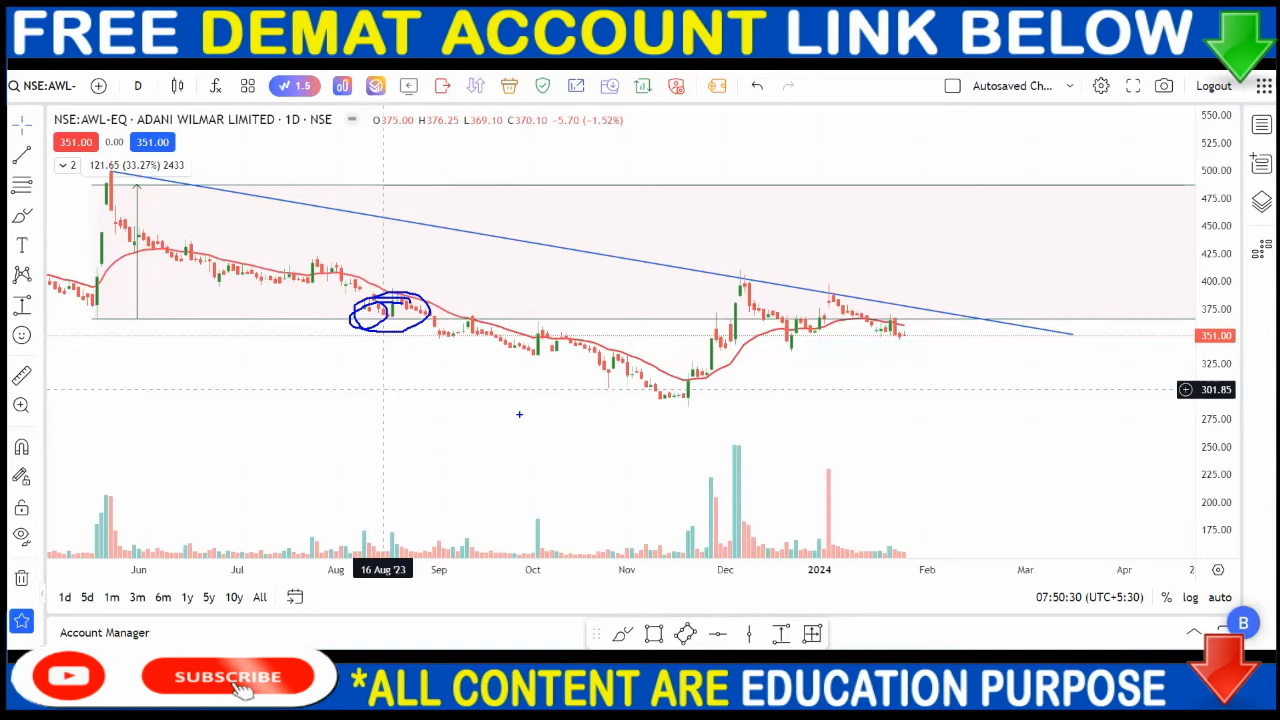 FREE DEMAT ACCOUNT LINK BELOW
NSE:AWL- D 1.5 Autosaved Ch... Logout
NSE:AWL-EQ · ADANI WILMAR LIMITED · 1D · NSE O375.00 H376.25 L369.10 C370.10 −5.70 (−1.52%)
351.00 0.00 351.00
2 121.65 (33.27%) 2433
550.00
525.00
500.00
475.00
450.00
425.00
400.00
375.00
351.00
325.00
301.85
275.00
250.00
225.00
200.00
175.00
Jun Jul Aug 16 Aug '23 Sep Oct Nov Dec 2024 Feb Mar Apr 2
1d 5d 1m 3m 6m 1y 5y 10y All 07:50:30 (UTC+5:30) % log auto
Account Manager
B
SUBSCRIBE
*ALL CONTENT ARE EDUCATION PURPOSE